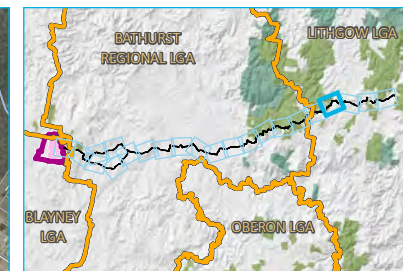 BATHURST
REGIONAL LGA
LITHGOW LGA
BLAYNEY
LGA
OBERON LGA